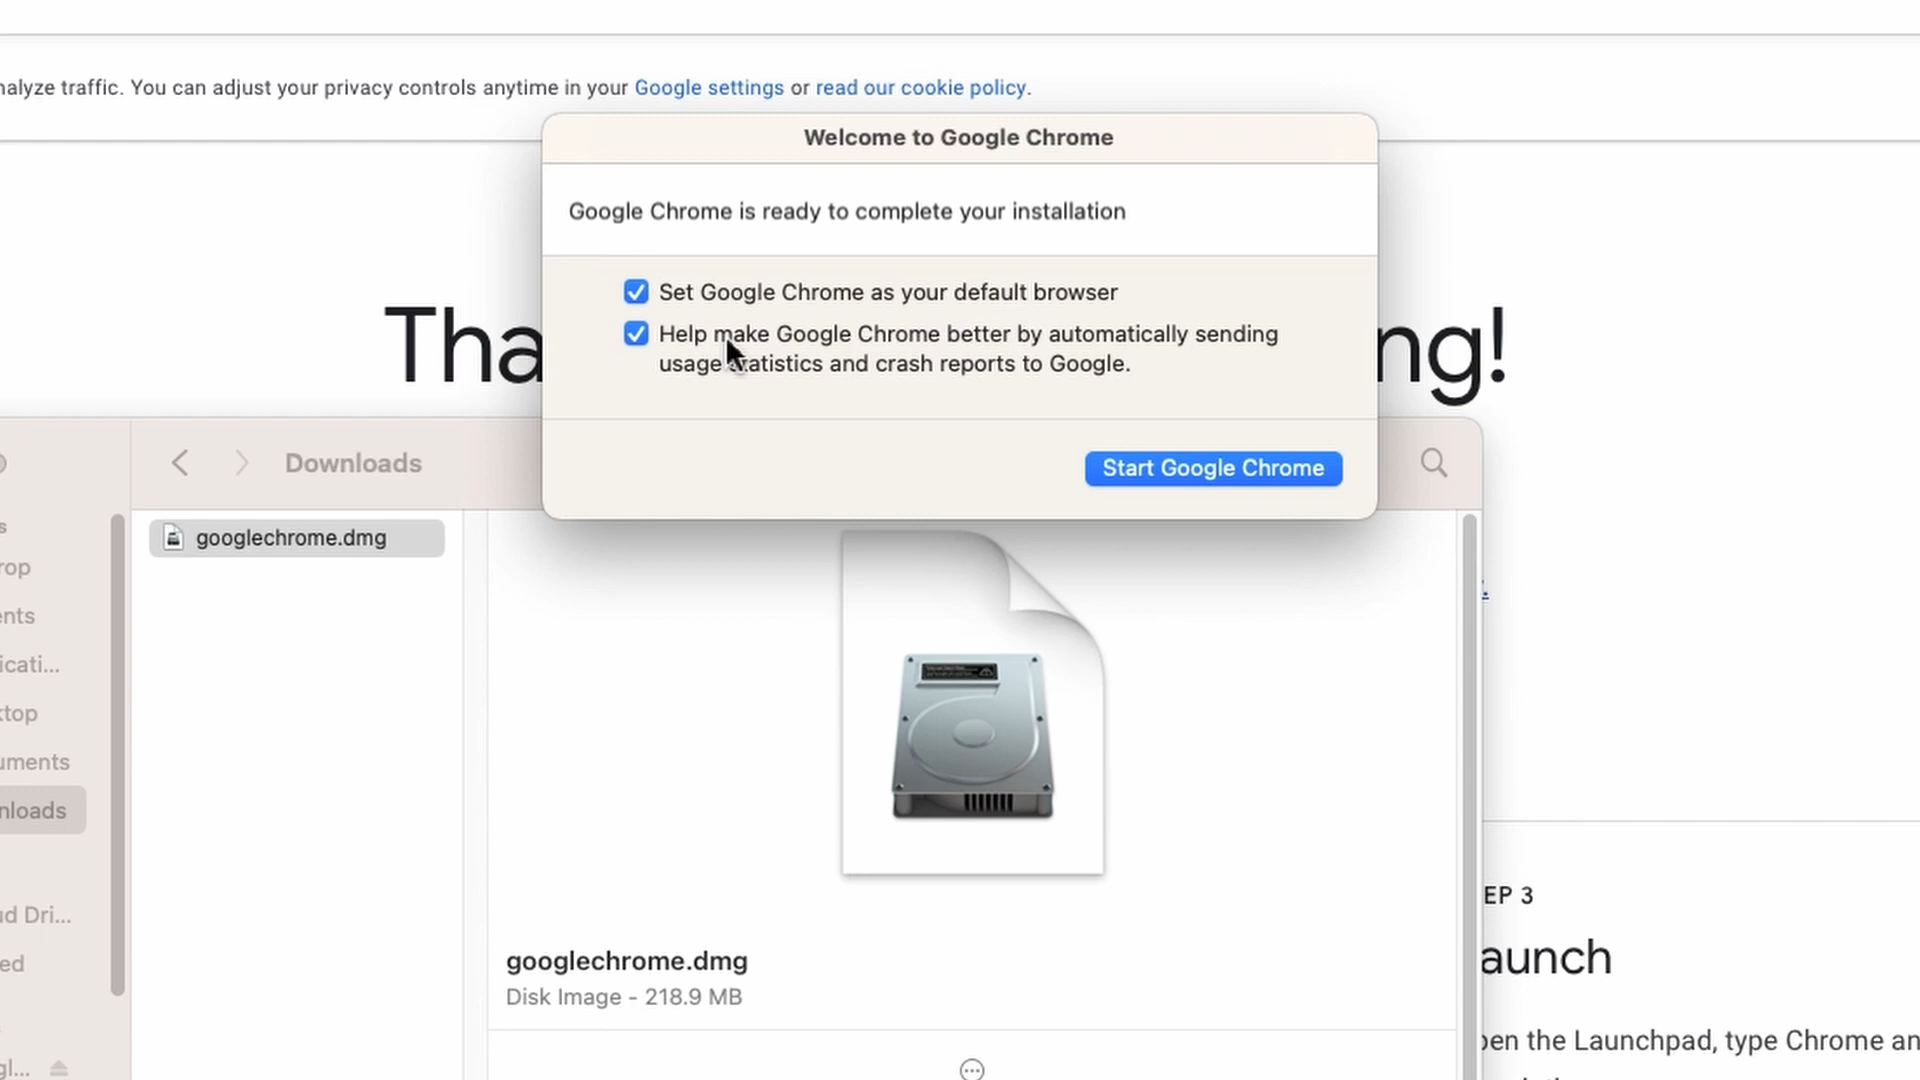 nalyze traffic. You can adjust your privacy controls anytime in your Google settings or read our cookie policy.
Welcome to Google Chrome
Google Chrome is ready to complete your installation
Set Google Chrome as your default browser
Help make Google Chrome better by automatically sending
usage statistics and crash reports to Google.
Start Google Chrome
Tha
ng!
Downloads
googlechrome.dmg
s
rop
ents
icati...
ktop
uments
nloads
ud Dri...
ed
gl...
googlechrome.dmg
Disk Image - 218.9 MB
EP 3
aunch
pen the Launchpad, type Chrome an